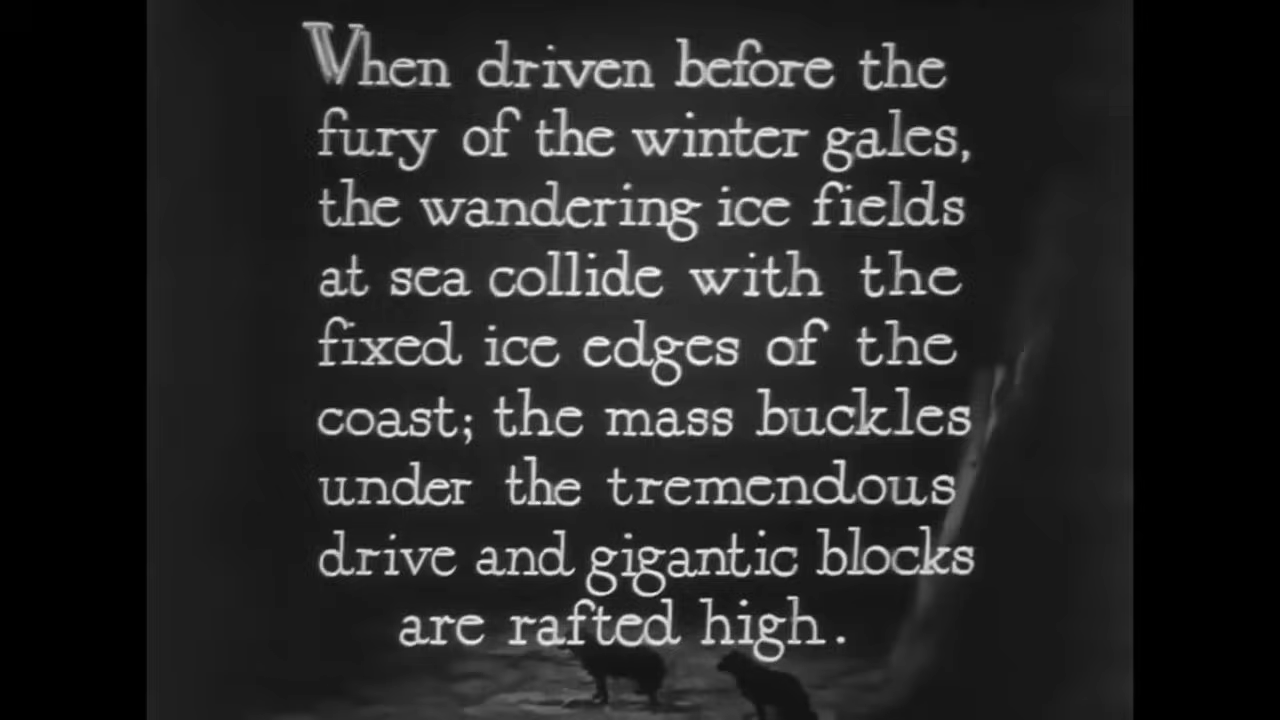 When driven before the
fury of the winter gales,
the wandering ice fields
at sea collide with the
fixed ice edges of the
coast; the mass buckles
under the tremendous
drive and gigantic blocks
are rafted high.